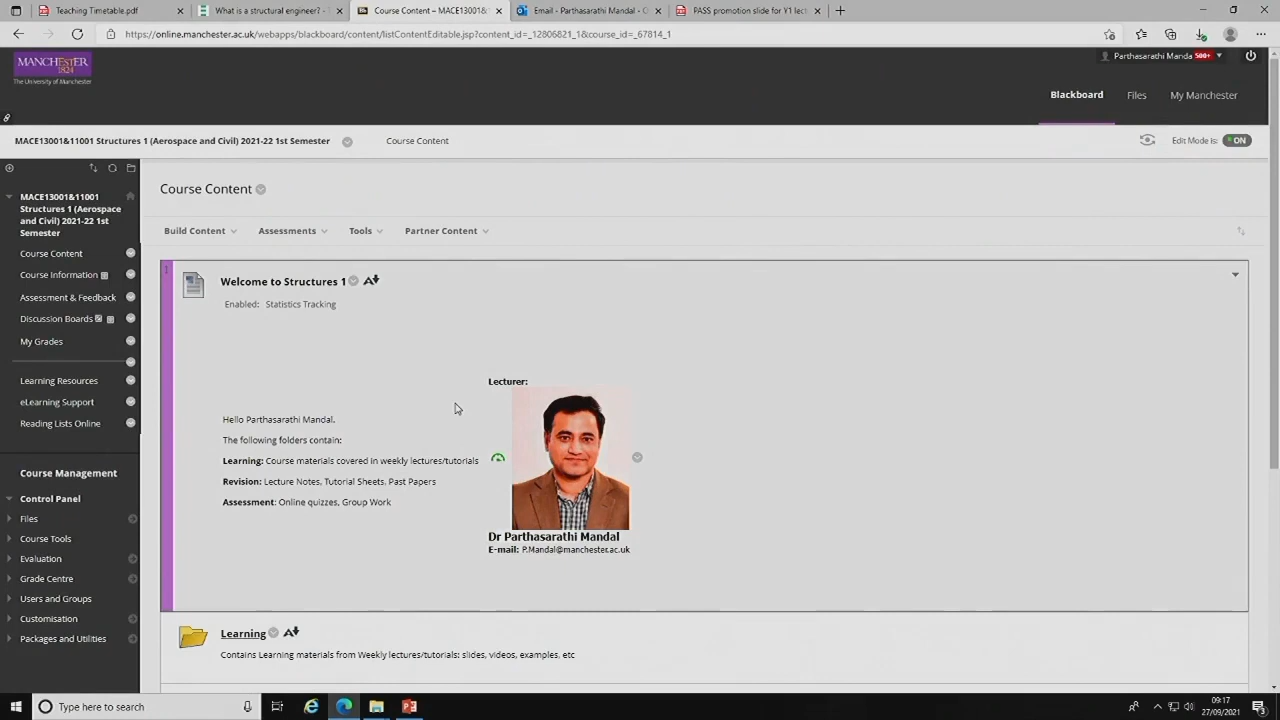 Teaching Timetable.pdf
What is a structural engineer? - T
Course Content – MACE13001&1
Email - Parthasarathi Mandal - O
PASS promotion slide for Y1 lect
https://online.manchester.ac.uk/webapps/blackboard/content/listContentEditable.jsp?content_id=_12806821_1&course_id=_67814_1
MANCHESTER
1824
The University of Manchester
Parthasarathi Manda 500+
Blackboard
Files
My Manchester
MACE13001&11001 Structures 1 (Aerospace and Civil) 2021-22 1st Semester
Course Content
Edit Mode is: ON
MACE13001&11001
Structures 1 (Aerospace
and Civil) 2021-22 1st
Semester
Course Content
Course Information
Assessment & Feedback
Discussion Boards
My Grades
Learning Resources
eLearning Support
Reading Lists Online
Course Management
Control Panel
Files
Course Tools
Evaluation
Grade Centre
Users and Groups
Customisation
Packages and Utilities
Course Content
Build Content
Assessments
Tools
Partner Content
Welcome to Structures 1
Enabled: Statistics Tracking
Hello Parthasarathi Mandal.
The following folders contain:
Learning: Course materials covered in weekly lectures/tutorials
Revision: Lecture Notes, Tutorial Sheets, Past Papers
Assessment: Online quizzes, Group Work
Lecturer:
Dr Parthasarathi Mandal
E-mail: P.Mandal@manchester.ac.uk
Learning
Contains Learning materials from Weekly lectures/tutorials: slides, videos, examples, etc
Type here to search
09:17
27/09/2021
3